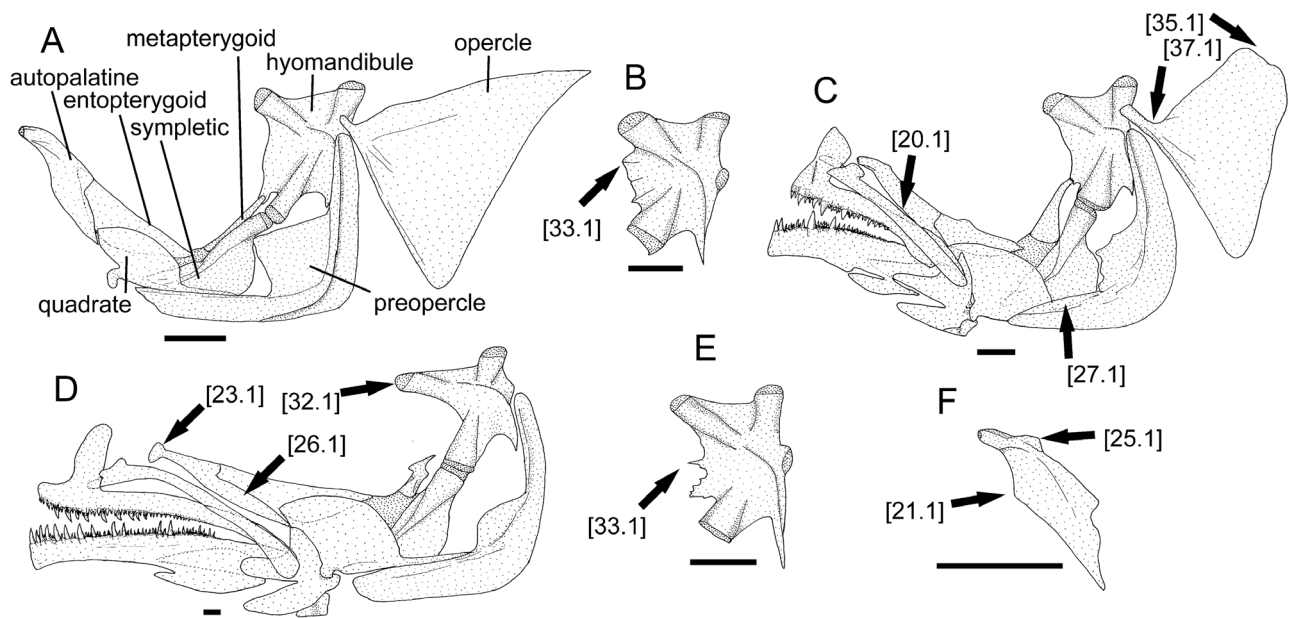 A
metapterygoid
hyomandibule
opercle
autopalatine
entopterygoid
sympletic
quadrate
preopercle
B
[33.1]
C
[35.1]
[37.1]
[20.1]
[27.1]
D
[23.1]
[32.1]
[26.1]
E
[33.1]
F
[25.1]
[21.1]